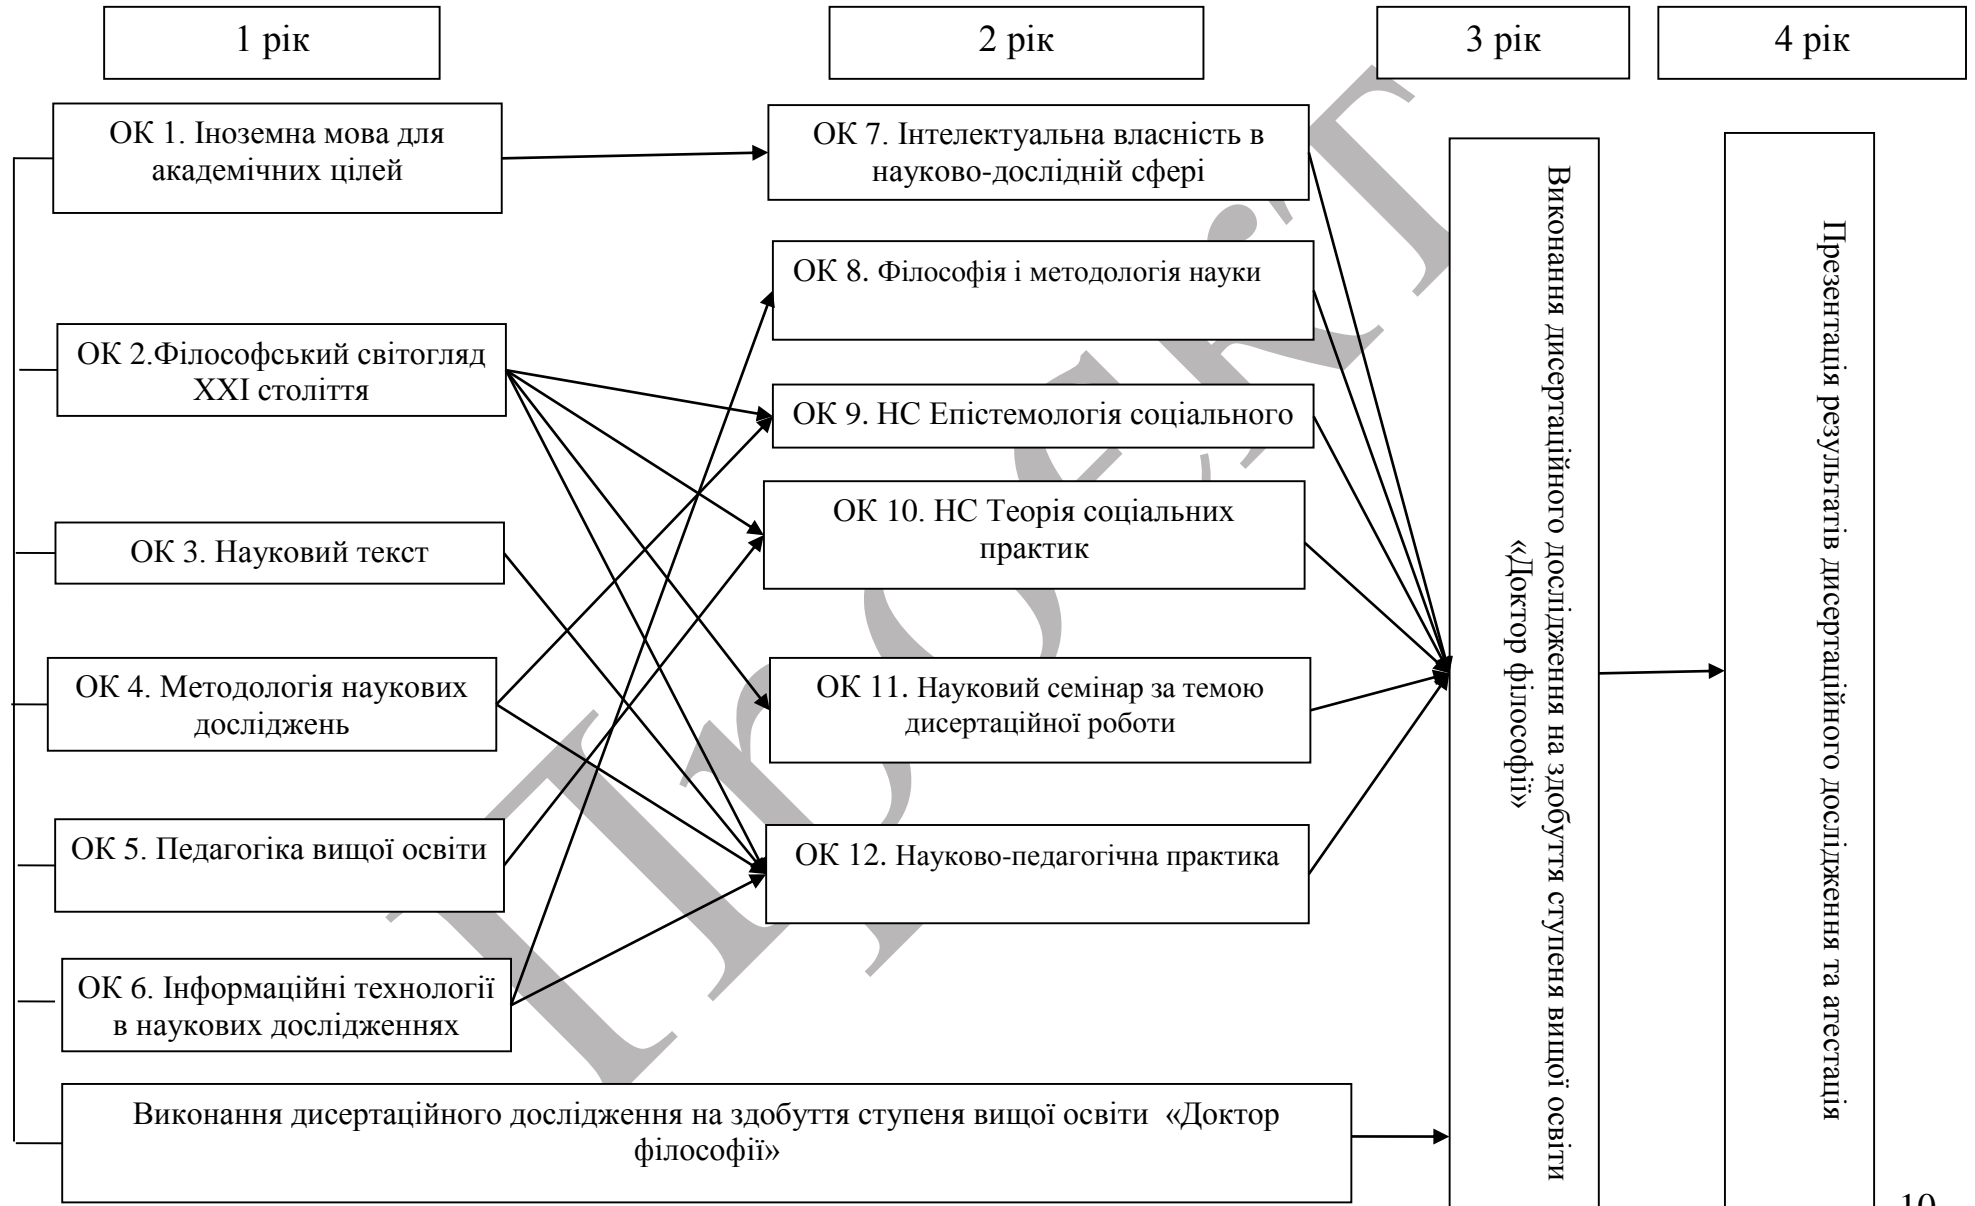 1 рік
2 рік
3 рік
4 рік
ОК 1. Іноземна мова для
академічних цілей
ОК 7. Інтелектуальна власність в
науково-дослідній сфері
ОК 8. Філософія і методологія науки
ОК 2.Філософський світогляд
ХХІ століття
ОК 9. НС Епістемологія соціального
ОК 10. НС Теорія соціальних
практик
ОК 3. Науковий текст
ОК 4. Методологія наукових
досліджень
ОК 11. Науковий семінар за темою
дисертаційної роботи
ОК 5. Педагогіка вищої освіти
ОК 12. Науково-педагогічна практика
ОК 6. Інформаційні технології
в наукових дослідженнях
Виконання дисертаційного дослідження на здобуття ступеня вищої освіти «Доктор
філософії»
Виконання дисертаційного дослідження на здобуття ступеня вищої освіти
«Доктор філософії»
Презентація результатів дисертаційного дослідження та атестація
Проєкт
10